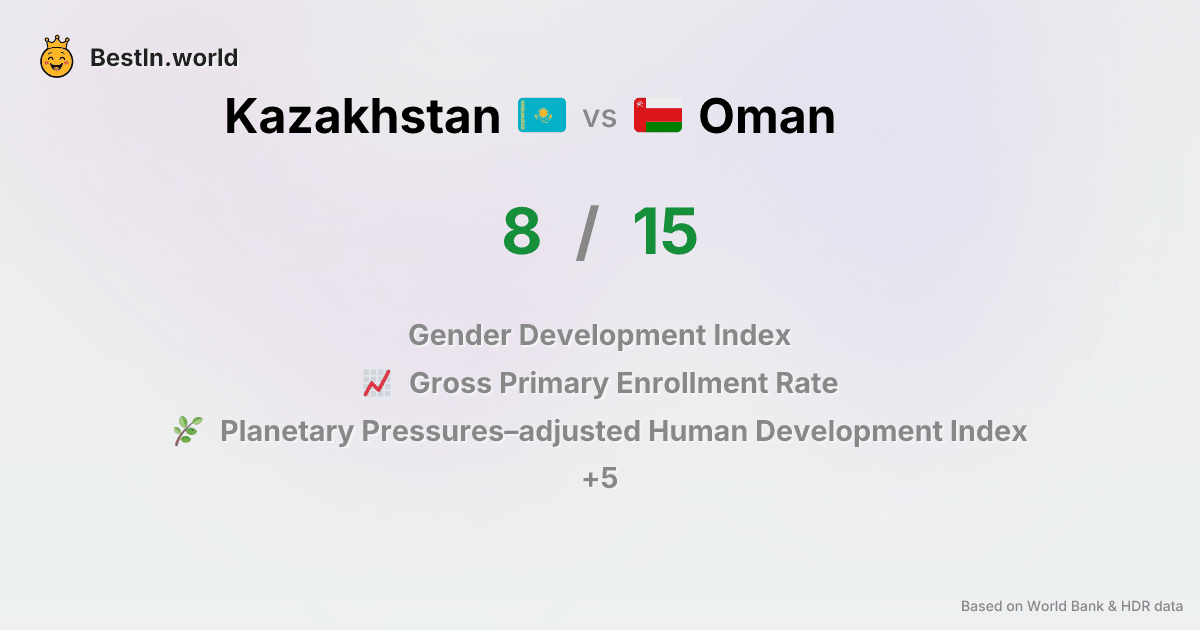 BestIn.world
Kazakhstan vs Oman
8 / 15
Gender Development Index
Gross Primary Enrollment Rate
Planetary Pressures–adjusted Human Development Index
+5
Based on World Bank & HDR data